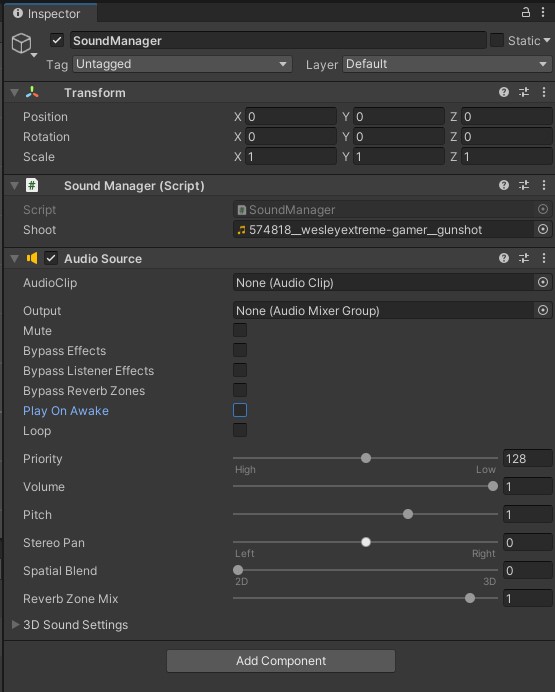 Inspector
SoundManager Static
Tag Untagged Layer Default
Transform
Position X 0 Y 0 Z 0
Rotation X 0 Y 0 Z 0
Scale X 1 Y 1 Z 1
# Sound Manager (Script)
Script # SoundManager
Shoot 574818__wesleyextreme-gamer__gunshot
Audio Source
AudioClip None (Audio Clip)
Output None (Audio Mixer Group)
Mute
Bypass Effects
Bypass Listener Effects
Bypass Reverb Zones
Play On Awake
Loop
Priority 128
High Low
Volume 1
Pitch 1
Stereo Pan 0
Left Right
Spatial Blend 0
2D 3D
Reverb Zone Mix 1
3D Sound Settings
Add Component